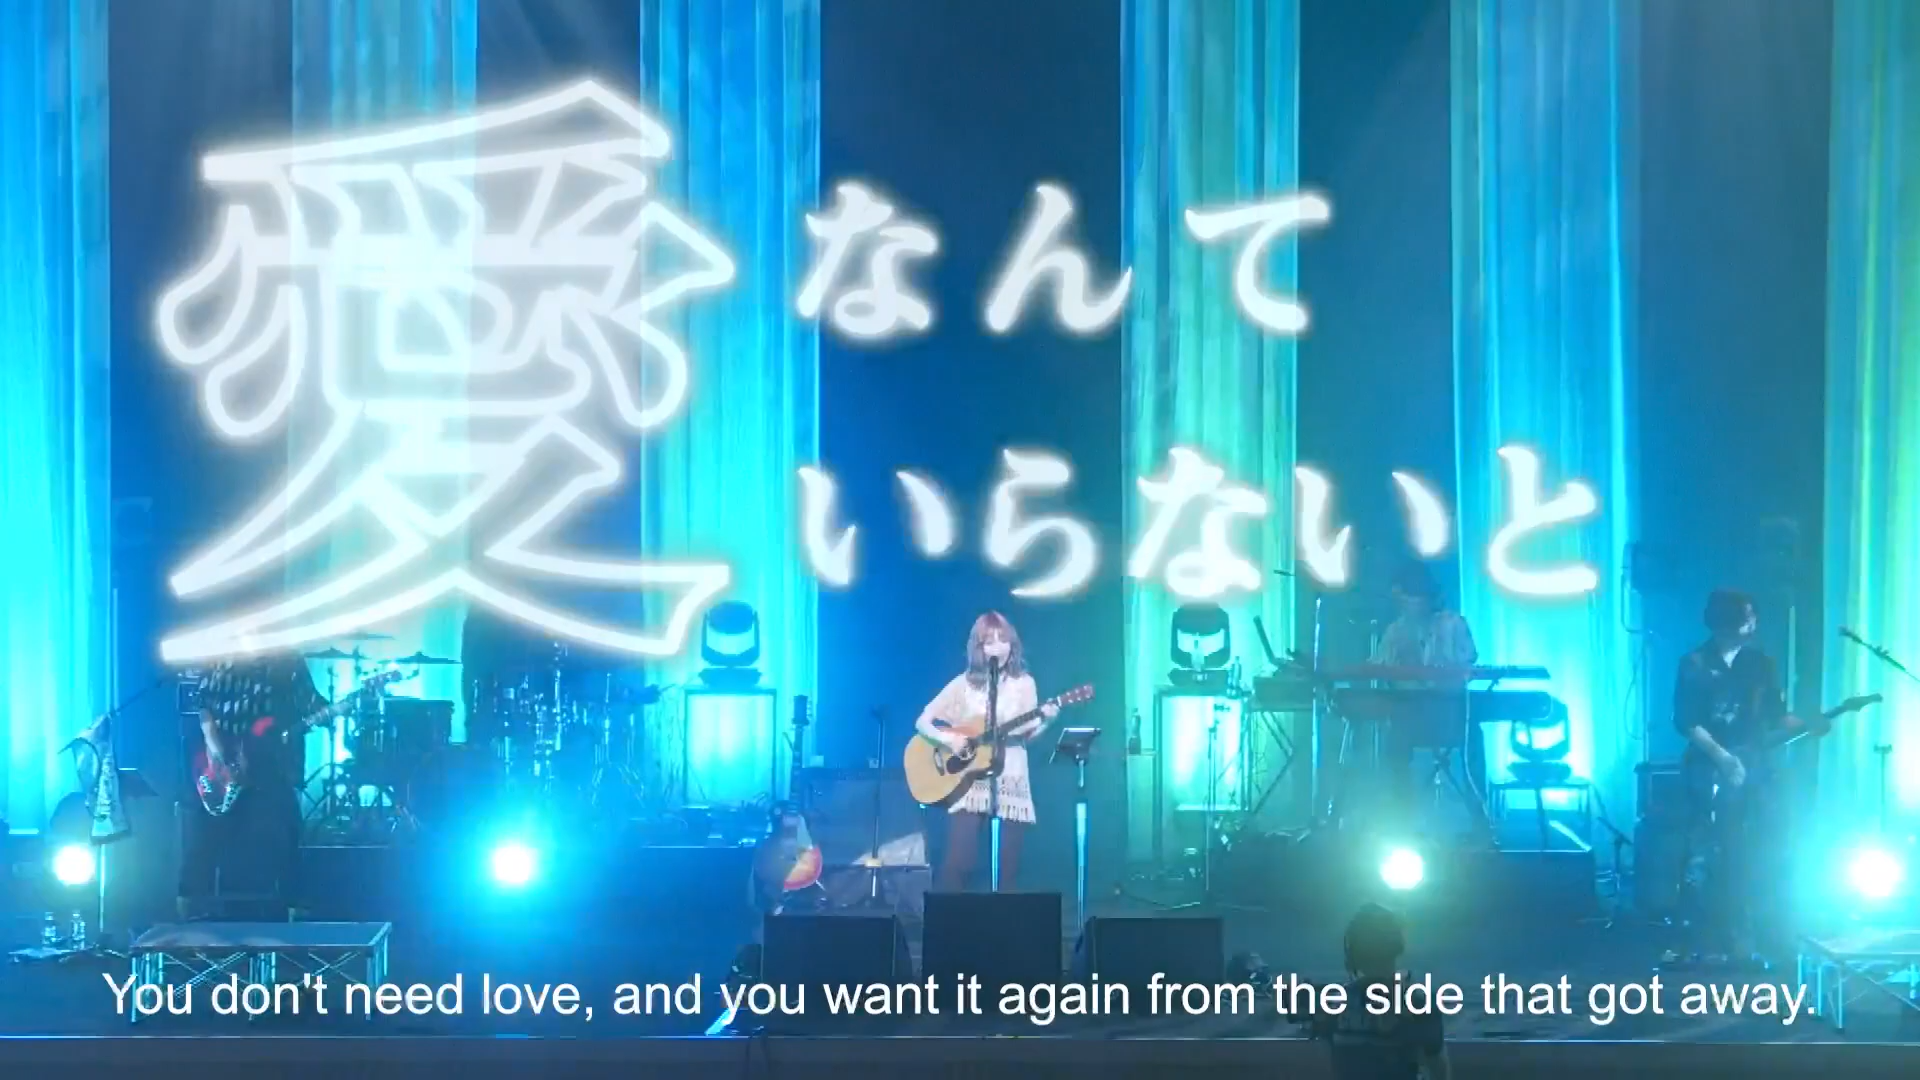 愛なんて
いらないと
You don't need love, and you want it again from the side that got away.